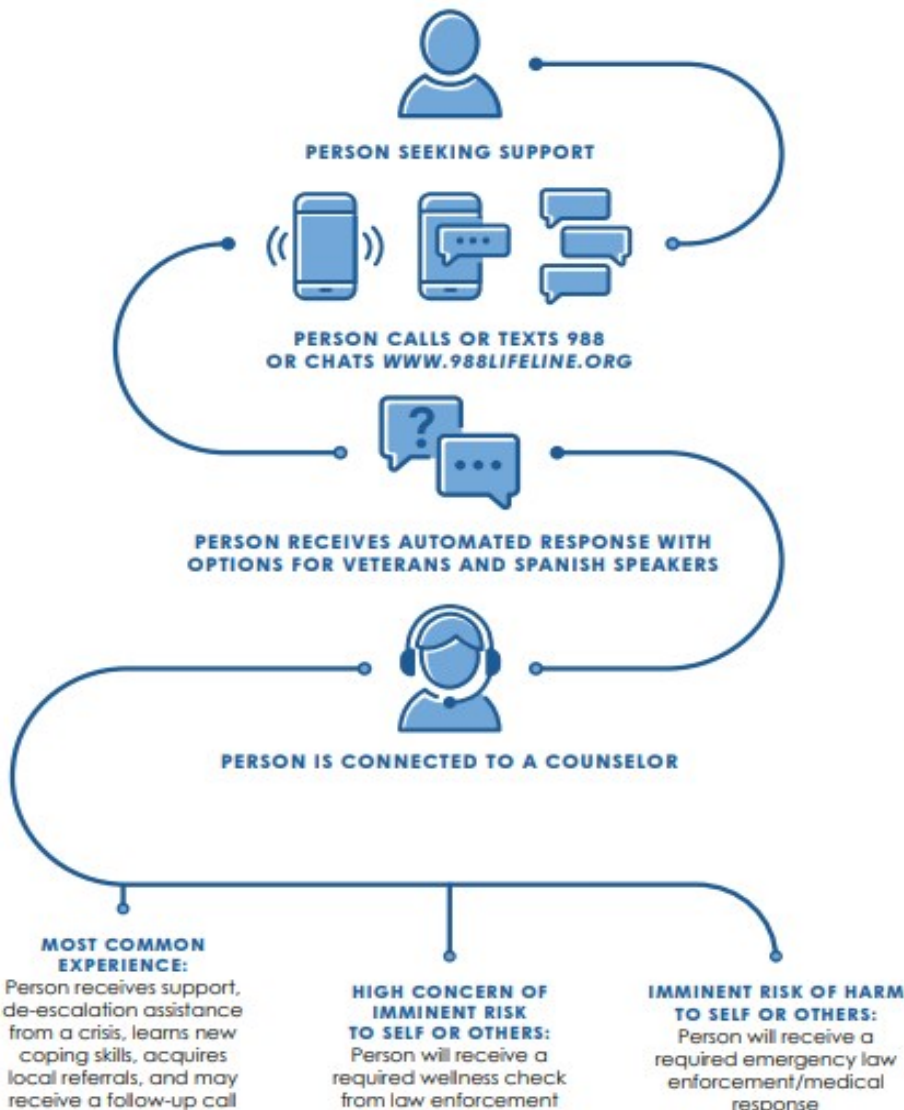 PERSON SEEKING SUPPORT
PERSON CALLS OR TEXTS 988
OR CHATS WWW.988LIFELINE.ORG
?
PERSON RECEIVES AUTOMATED RESPONSE WITH
OPTIONS FOR VETERANS AND SPANISH SPEAKERS
PERSON IS CONNECTED TO A COUNSELOR
MOST COMMON
EXPERIENCE:
Person receives support,
de-escalation assistance
from a crisis, learns new
coping skills, acquires
local referrals, and may
receive a follow-up call
HIGH CONCERN OF
IMMINENT RISK
TO SELF OR OTHERS:
Person will receive a
required wellness check
from law enforcement
IMMINENT RISK OF HARM
TO SELF OR OTHERS:
Person will receive a
required emergency law
enforcement/medical
response